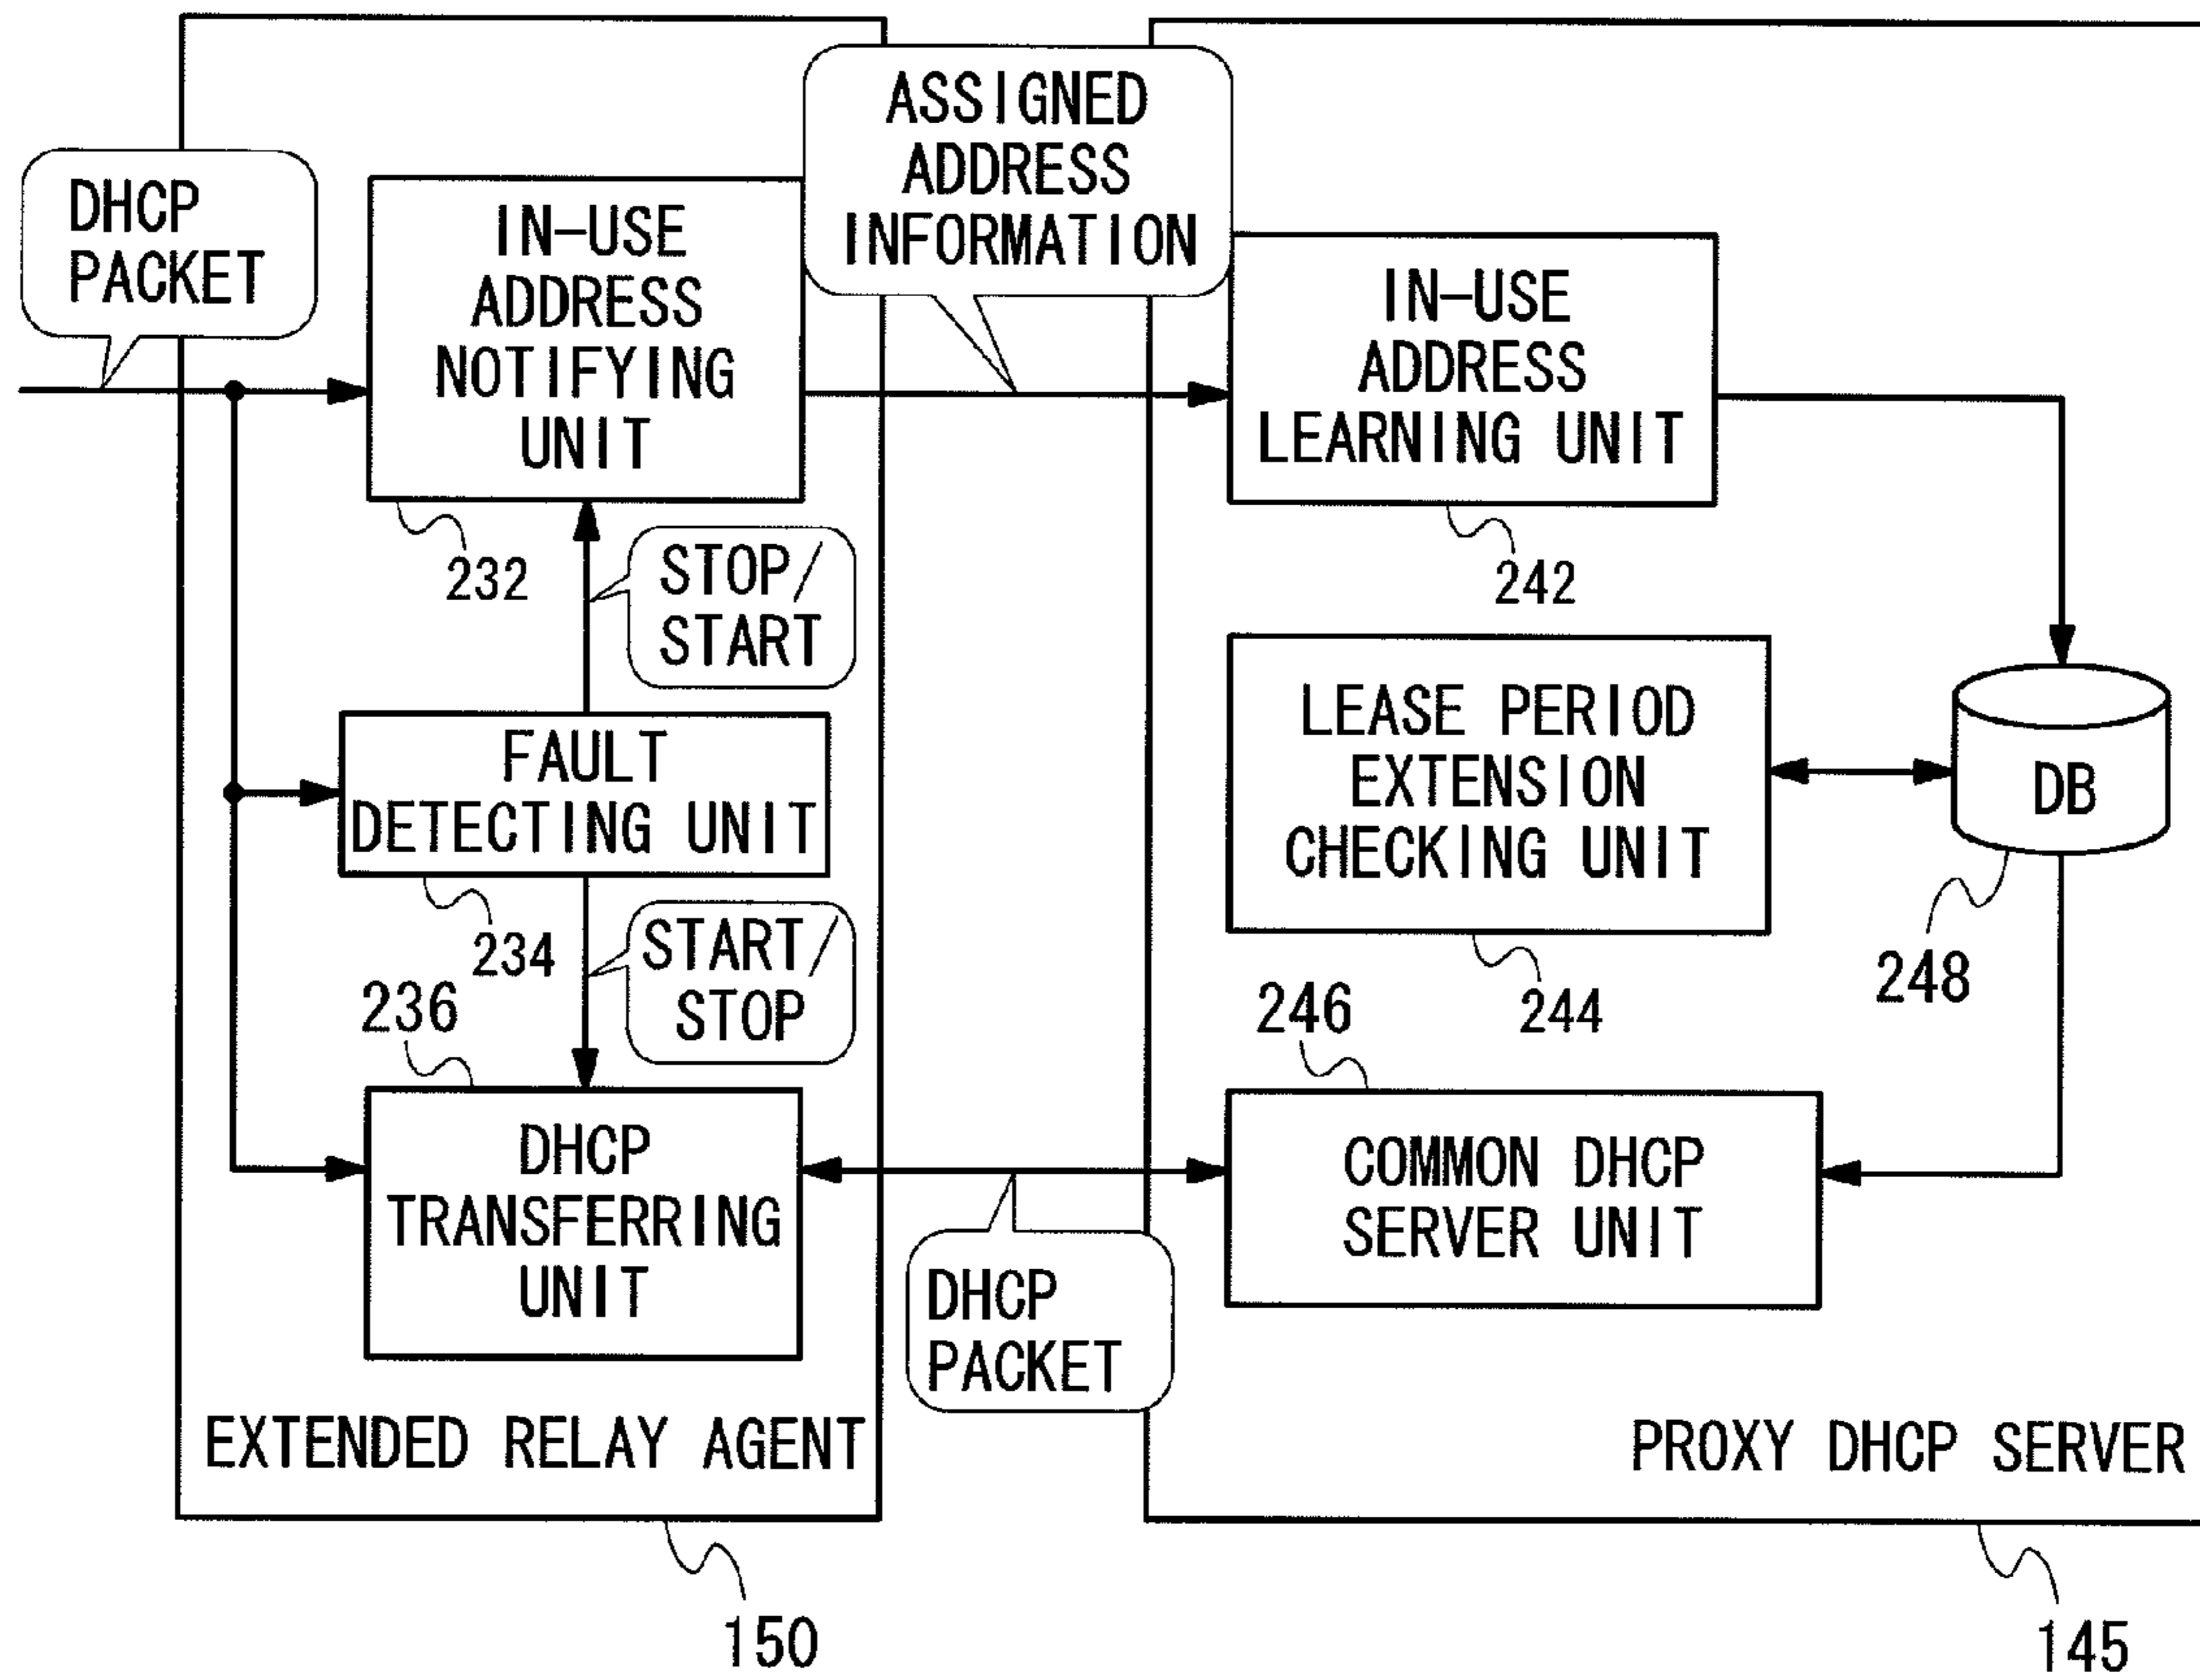 DHCP
PACKET
IN-USE
ADDRESS
NOTIFYING
UNIT
232
ASSIGNED
ADDRESS
INFORMATION
IN-USE
ADDRESS
LEARNING UNIT
242
STOP/
START
FAULT
DETECTING UNIT
234
START/
STOP
236
DHCP
TRANSFERRING
UNIT
LEASE PERIOD
EXTENSION
CHECKING UNIT
244
DB
248
246
COMMON DHCP
SERVER UNIT
DHCP
PACKET
EXTENDED RELAY AGENT
150
PROXY DHCP SERVER
145